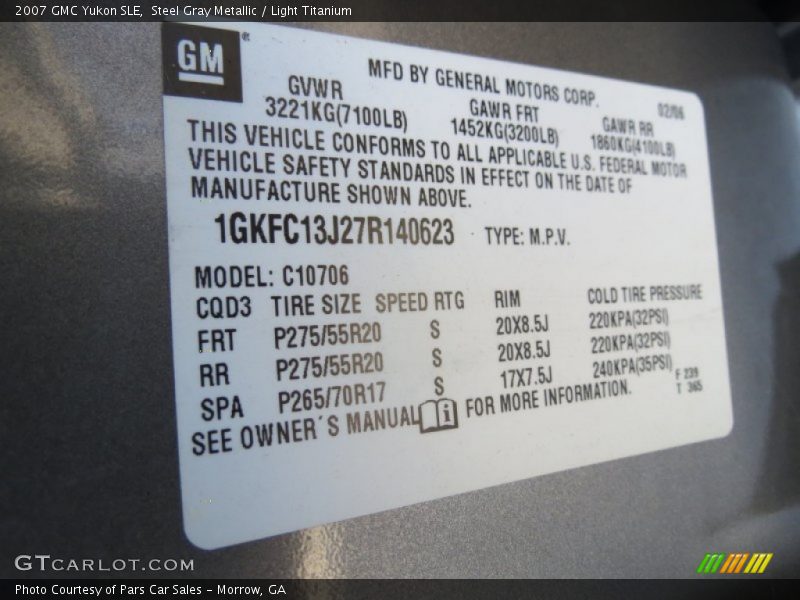 2007 GMC Yukon SLE, Steel Gray Metallic / Light Titanium
GM®
MFD BY GENERAL MOTORS CORP.
02/06
GVWR GAWR FRT GAWR RR
3221KG(7100LB) 1452KG(3200LB) 1860KG(4100LB)
THIS VEHICLE CONFORMS TO ALL APPLICABLE U.S. FEDERAL MOTOR
VEHICLE SAFETY STANDARDS IN EFFECT ON THE DATE OF
MANUFACTURE SHOWN ABOVE.
1GKFC13J27R140623 TYPE: M.P.V.
MODEL: C10706
CQD3 TIRE SIZE SPEED RTG RIM COLD TIRE PRESSURE
FRT P275/55R20 S 20X8.5J 220KPA(32PSI)
RR P275/55R20 S 20X8.5J 220KPA(32PSI)
SPA P265/70R17 S 17X7.5J 240KPA(35PSI)
SEE OWNER´S MANUAL i FOR MORE INFORMATION.
F 239
T 365
GTCARLOT.COM
Photo Courtesy of Pars Car Sales – Morrow, GA